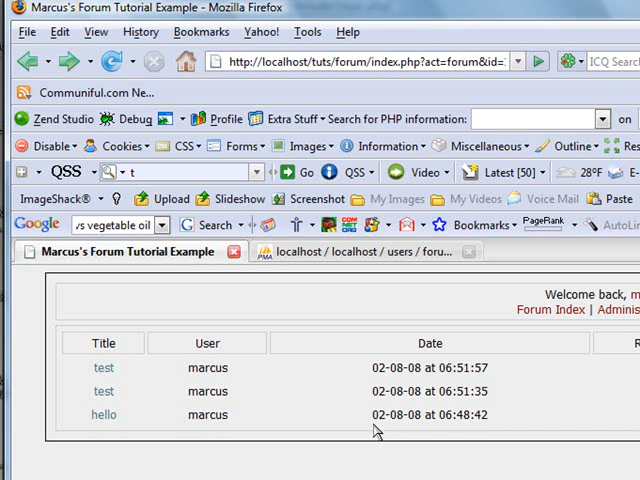 Marcus's Forum Tutorial Example - Mozilla Firefox
File Edit View History Bookmarks Yahoo! Tools Help
http://localhost/tuts/forum/index.php?act=forum&id= ICQ Search
Communiful.com Ne...
Zend Studio Debug Profile Extra Stuff Search for PHP information: on
Disable Cookies CSS Forms Images Information Miscellaneous Outline Res
QSS t Go QSS Video Latest [50] 28°F E-
ImageShack® Upload Slideshow Screenshot My Images My Videos Voice Mail Paste
Google vs vegetable oil Search Bookmarks PageRank AutoLin
Marcus's Forum Tutorial Example localhost / localhost / users / foru...
Welcome back, m
Forum Index | Adminis
Title User Date R
test marcus 02-08-08 at 06:51:57
test marcus 02-08-08 at 06:51:35
hello marcus 02-08-08 at 06:48:42